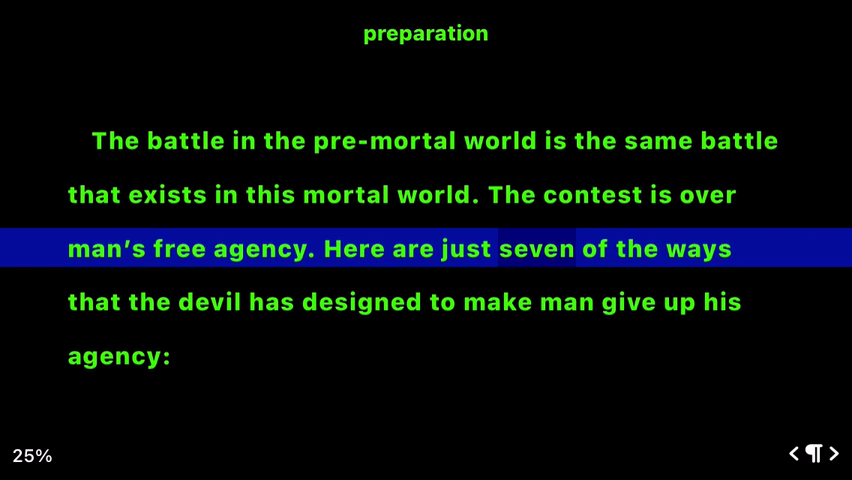 preparation
The battle in the pre-mortal world is the same battle
that exists in this mortal world. The contest is over
man’s free agency. Here are just seven of the ways
that the devil has designed to make man give up his
agency:
25%
< ¶ >